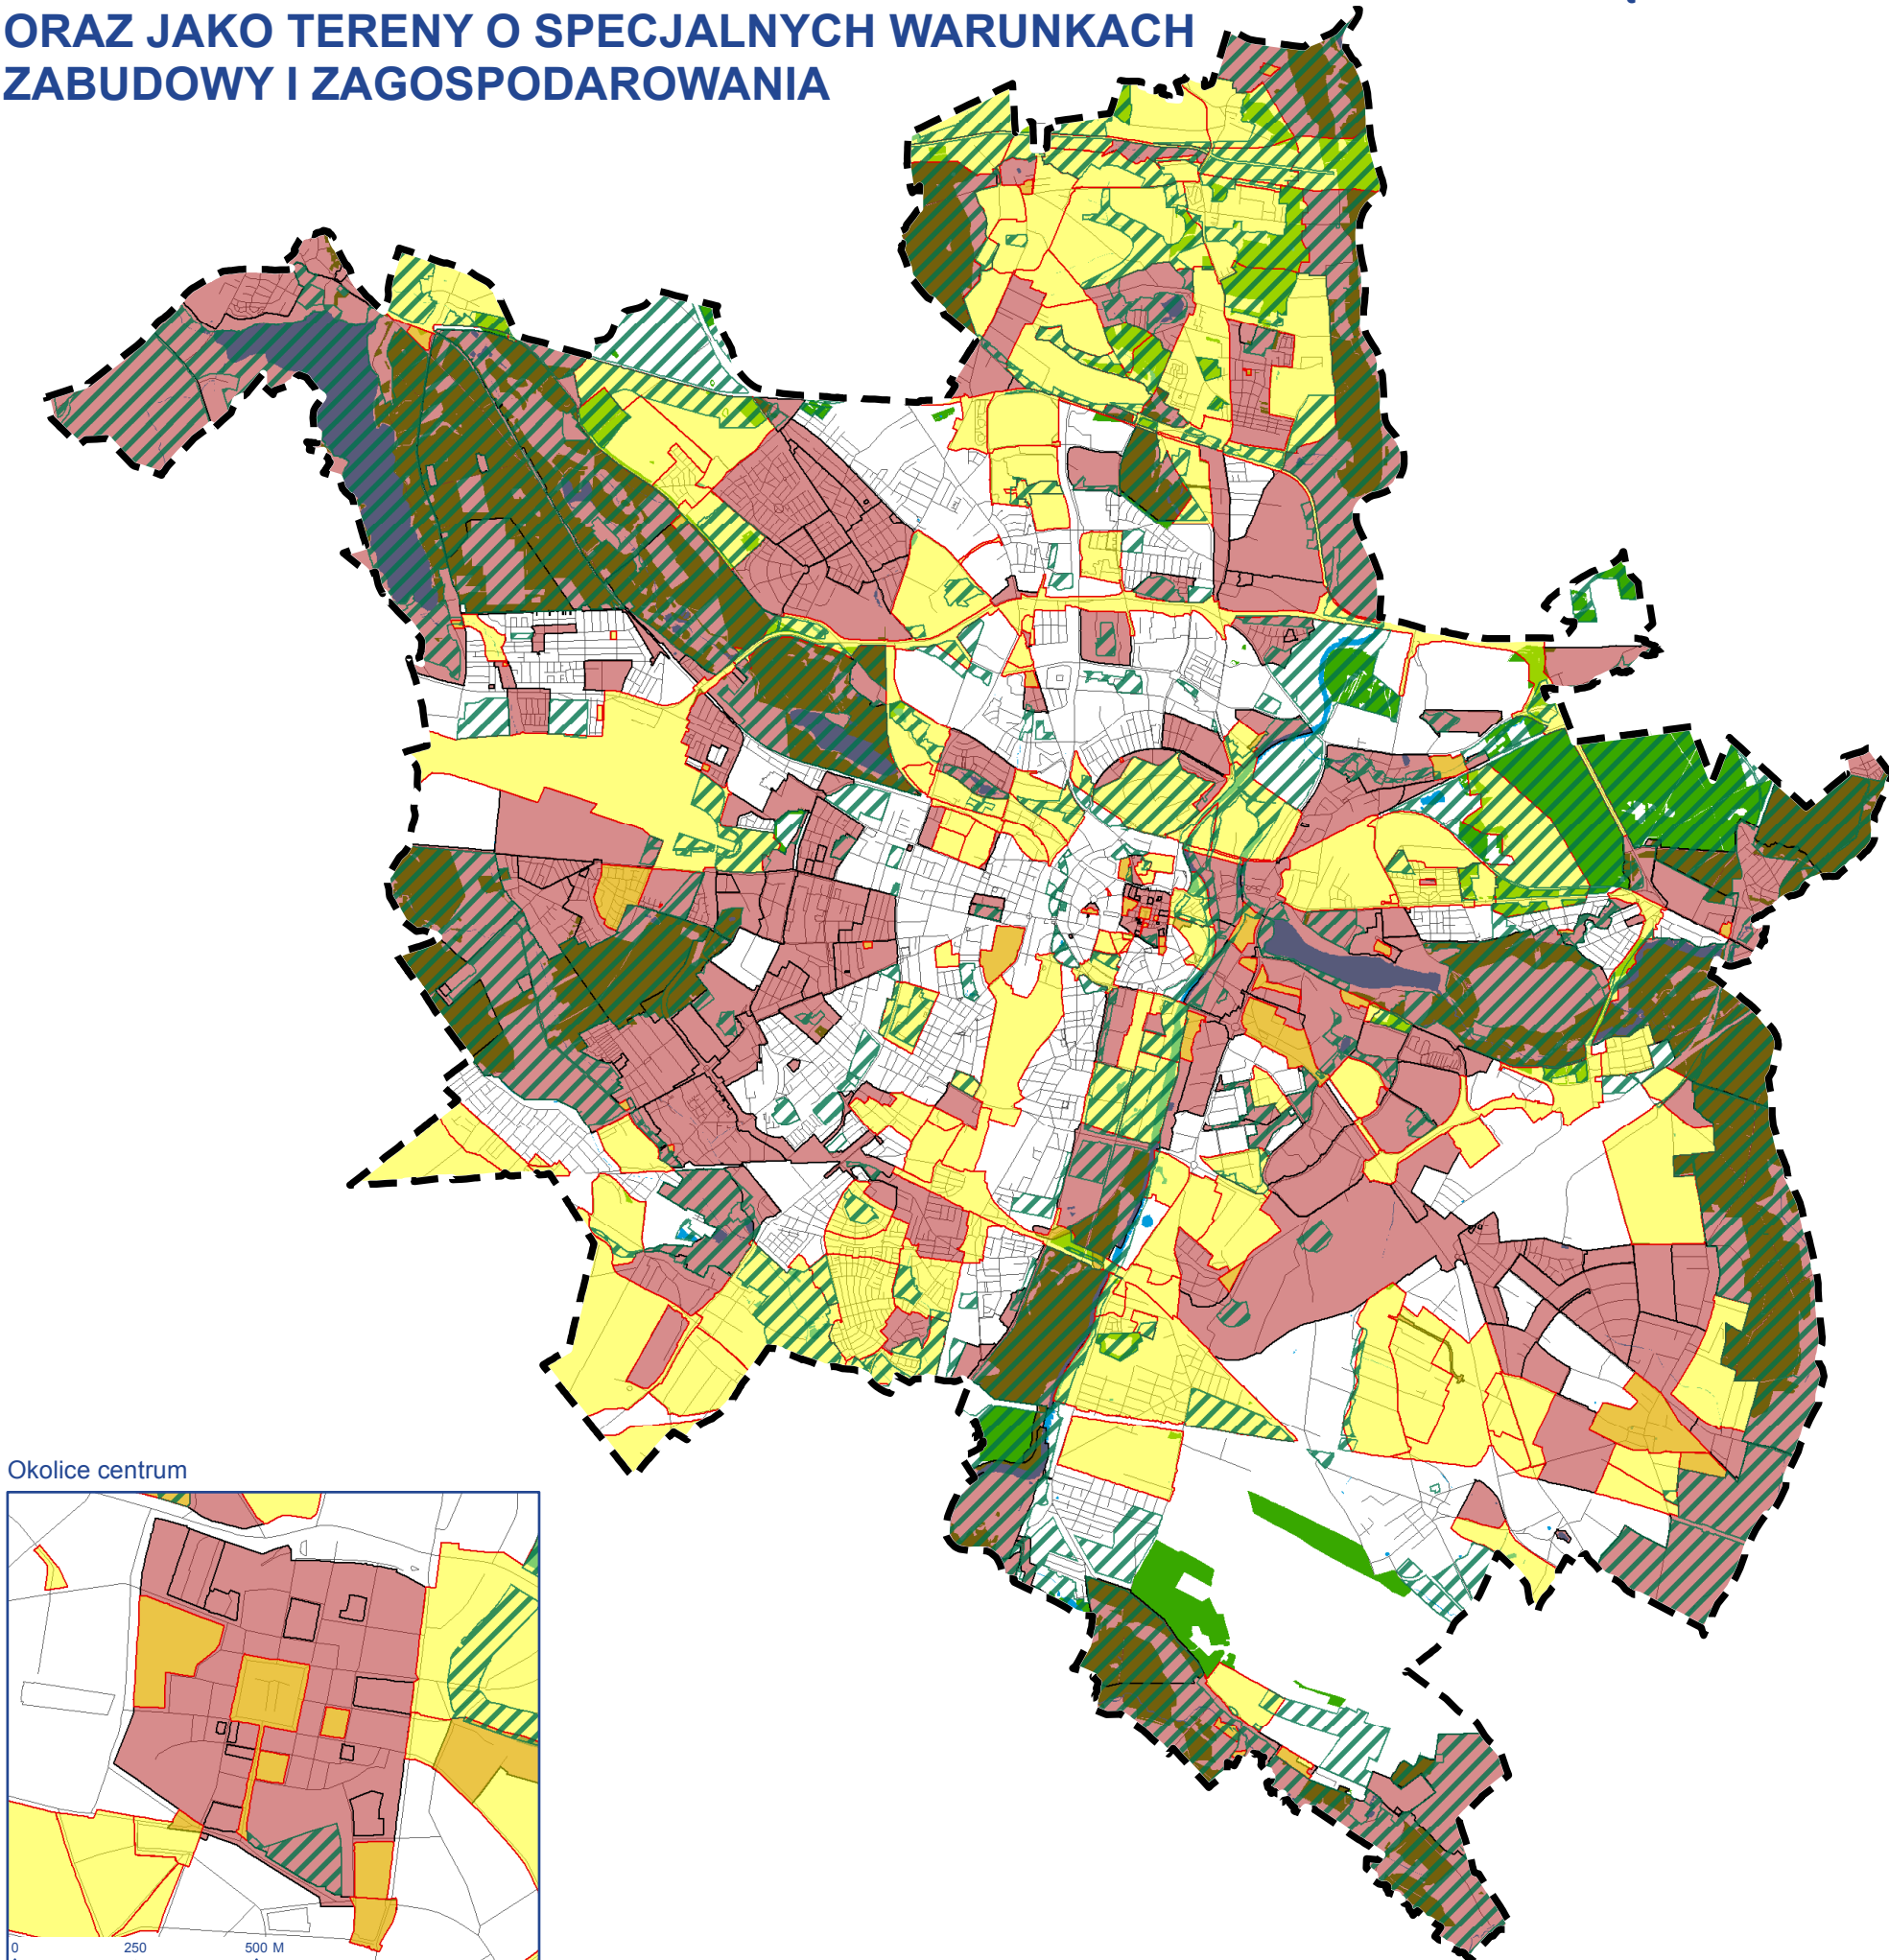 ORAZ JAKO TERENY O SPECJALNYCH WARUNKACH
ZABUDOWY I ZAGOSPODAROWANIA
Okolice centrum
0 250 500 M